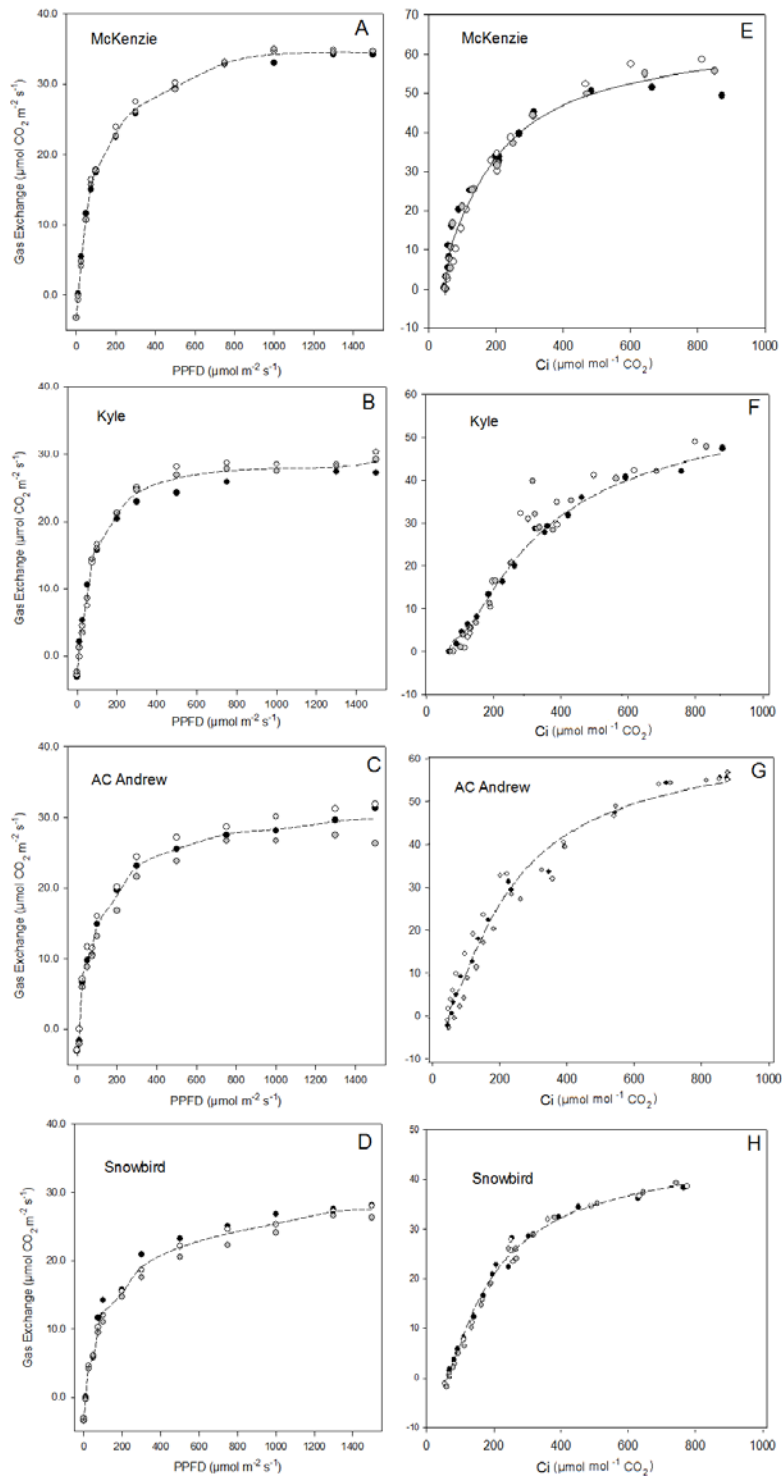 A
McKenzie
Gas Exchange (µmol CO2 m-2 s-1)
40.0
30.0
20.0
10.0
0.0
0 200 400 600 800 1000 1200 1400
PPFD (µmol m-2 s-1)
E
McKenzie
70
60
50
40
30
20
10
0
-10
0 200 400 600 800 1000
Ci (µmol mol -1 CO2)
B
Kyle
Gas Exchange (µmol CO2 m-2 s-1)
40.0
30.0
20.0
10.0
0.0
0 200 400 600 800 1000 1200 1400
PPFD (µmol m-2 s-1)
F
Kyle
60
50
40
30
20
10
0
-10
0 200 400 600 800 1000
Ci (µmol mol -1 CO2)
C
AC Andrew
Gas Exchange (µmol CO2 m-2 s-1)
40.0
30.0
20.0
10.0
0.0
0 200 400 600 800 1000 1200 1400
PPFD (µmol m-2 s-1)
G
AC Andrew
60
50
40
30
20
10
0
-10
0 200 400 600 800 1000
Ci (µmol mol -1 CO2)
D
Snowbird
Gas Exchange (µmol CO2 m-2 s-1)
40.0
30.0
20.0
10.0
0.0
0 200 400 600 800 1000 1200 1400
PPFD (µmol m-2 s-1)
H
Snowbird
50
40
30
20
10
0
-10
0 200 400 600 800 1000
Ci (µmol mol -1 CO2)